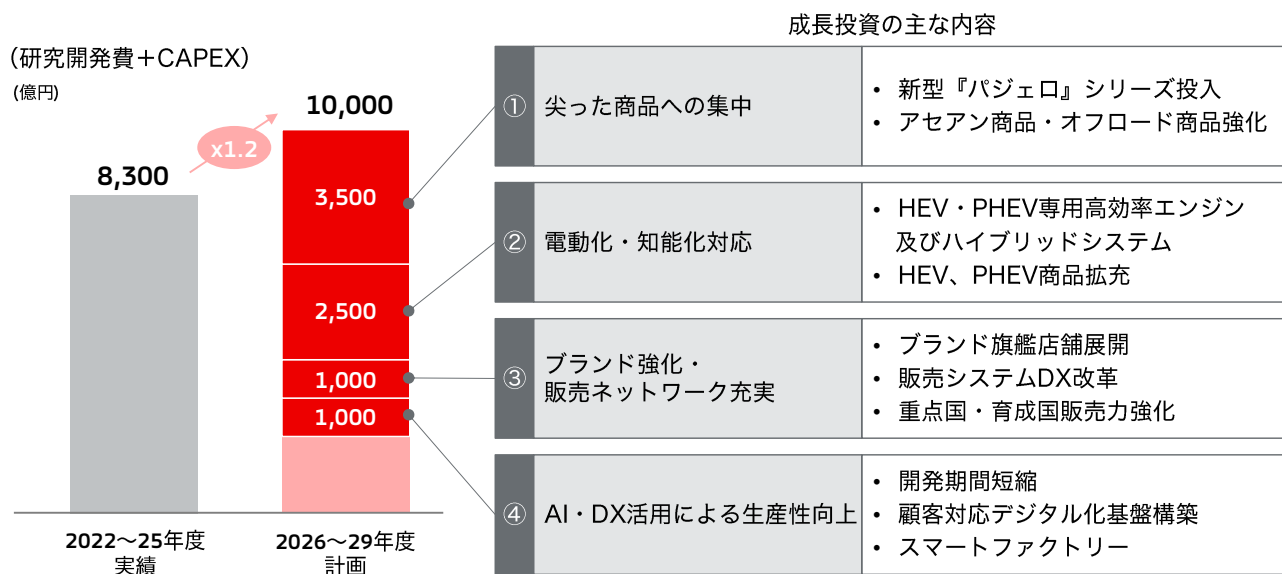 成長投資の主な内容
（研究開発費＋CAPEX）
(億円)
10,000
x1.2
8,300
3,500
2,500
1,000
1,000
2022～25年度
実績
2026～29年度
計画
① 尖った商品への集中
• 新型『パジェロ』シリーズ投入
• アセアン商品・オフロード商品強化
② 電動化・知能化対応
• HEV・PHEV専用高効率エンジン
及びハイブリッドシステム
• HEV、PHEV商品拡充
③ ブランド強化・
販売ネットワーク充実
• ブランド旗艦店舗展開
• 販売システムDX改革
• 重点国・育成国販売力強化
④ AI・DX活用による生産性向上
• 開発期間短縮
• 顧客対応デジタル化基盤構築
• スマートファクトリー